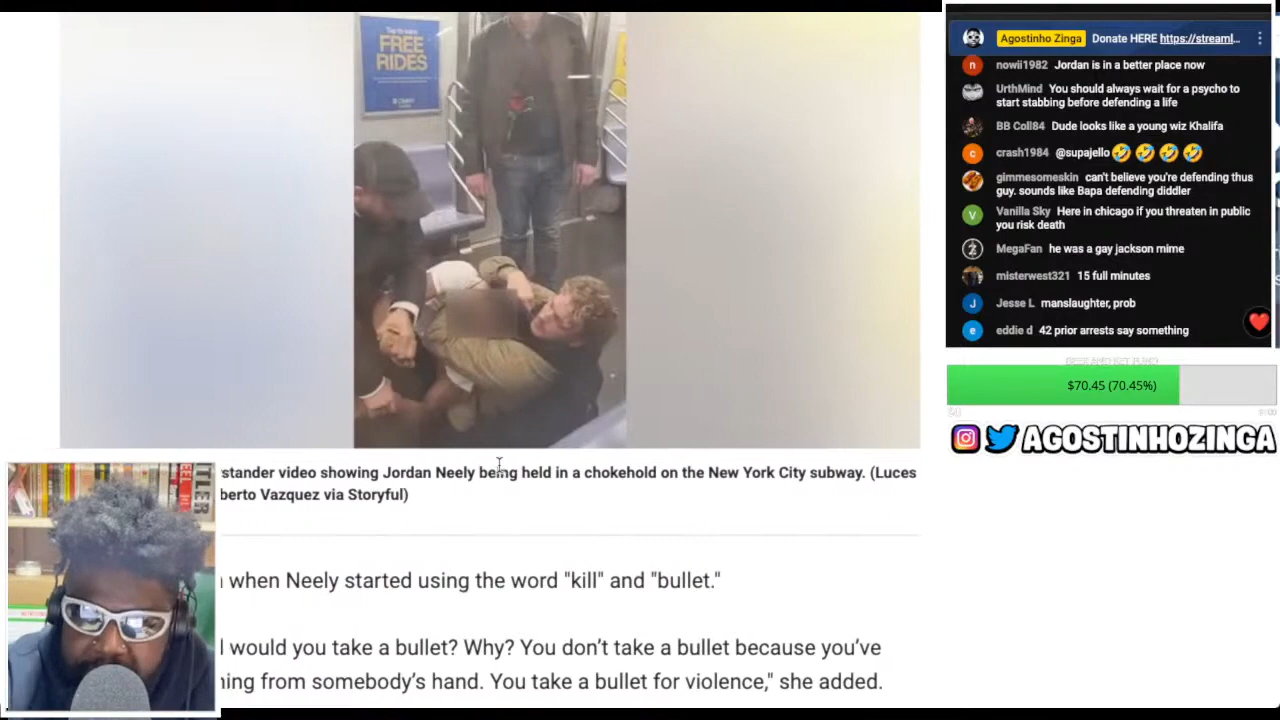 Tap to earn
FREE
RIDES
stander video showing Jordan Neely being held in a chokehold on the New York City subway. (Luces
berto Vazquez via Storyful)
when Neely started using the word "kill" and "bullet."
would you take a bullet? Why? You don’t take a bullet because you’ve
ing from somebody’s hand. You take a bullet for violence," she added.
Agostinho Zinga Donate HERE https://streaml...
nowii1982 Jordan is in a better place now
UrthMind You should always wait for a psycho to
start stabbing before defending a life
BB Coll84 Dude looks like a young wiz Khalifa
crash1984 @supajello 🤣 🤣 🤣 🤣
gimmesomeskin can't believe you're defending thus
guy. sounds like Bapa defending diddler
Vanilla Sky Here in chicago if you threaten in public
you risk death
MegaFan he was a gay jackson mime
misterwest321 15 full minutes
Jesse L manslaughter, prob
eddie d 42 prior arrests say something
$70.45 (70.45%)
AGOSTINHOZINGA